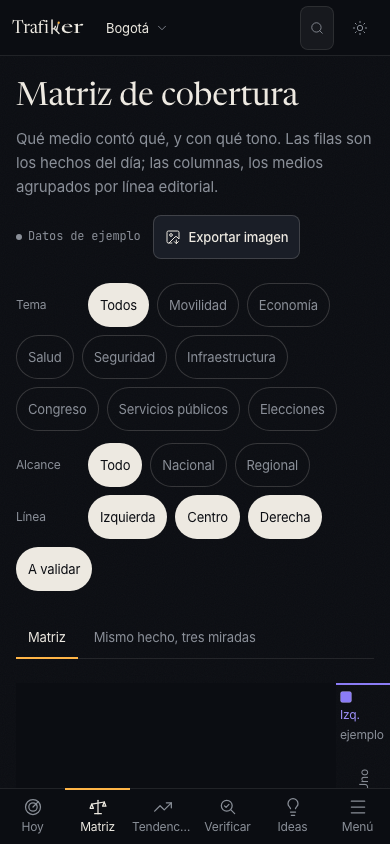 Trafiker
Bogotá
Matriz de cobertura
Qué medio contó qué, y con qué tono. Las filas son
los hechos del día; las columnas, los medios
agrupados por línea editorial.
Datos de ejemplo
Exportar imagen
Tema
Todos
Movilidad
Economía
Salud
Seguridad
Infraestructura
Congreso
Servicios públicos
Elecciones
Alcance
Todo
Nacional
Regional
Línea
Izquierda
Centro
Derecha
A validar
Matriz
Mismo hecho, tres miradas
Izq.
ejemplo
Uno
Hoy
Matriz
Tendenc...
Verificar
Ideas
Menú